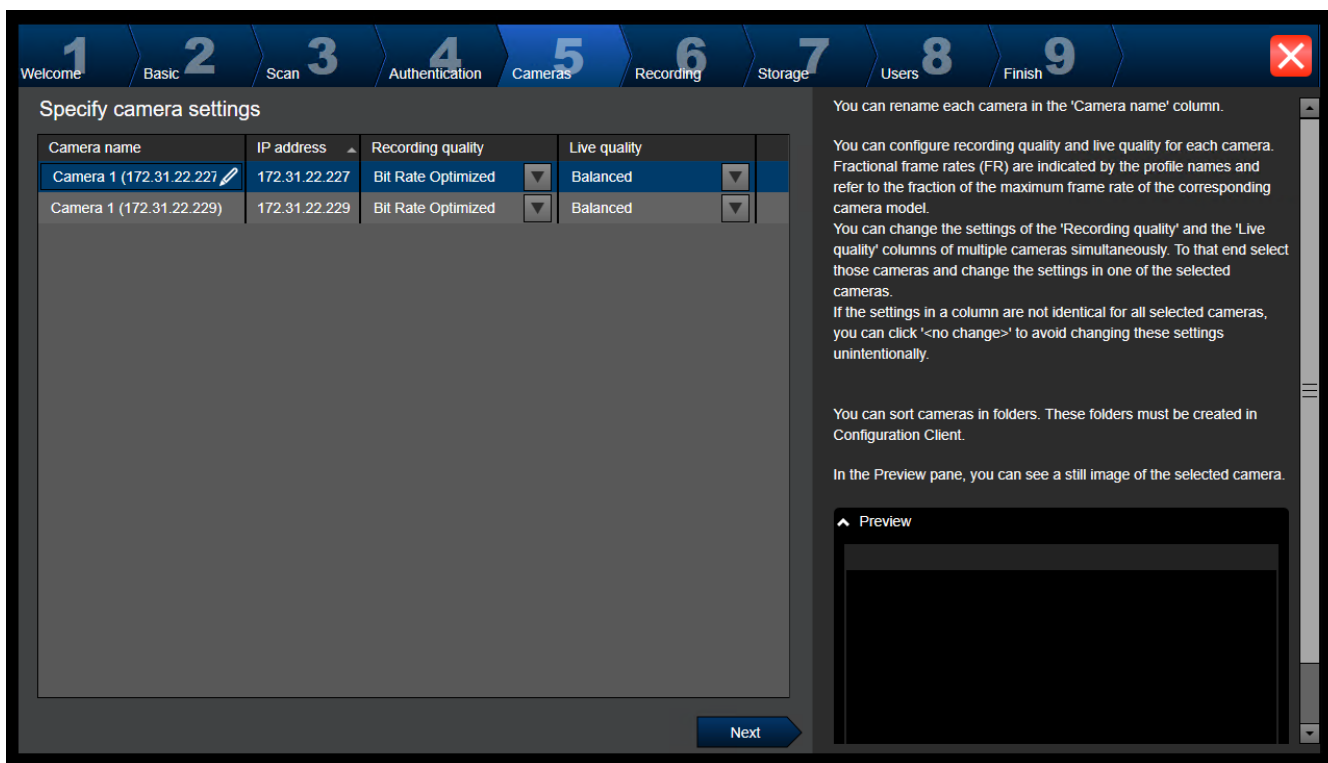 1 Welcome
2 Basic
3 Scan
4 Authentication
5 Cameras
6 Recording
7 Storage
8 Users
9 Finish
Specify camera settings
Camera name IP address Recording quality Live quality
Camera 1 (172.31.22.227 172.31.22.227 Bit Rate Optimized Balanced
Camera 1 (172.31.22.229) 172.31.22.229 Bit Rate Optimized Balanced
Next
You can rename each camera in the 'Camera name' column.
You can configure recording quality and live quality for each camera.
Fractional frame rates (FR) are indicated by the profile names and
refer to the fraction of the maximum frame rate of the corresponding
camera model.
You can change the settings of the 'Recording quality' and the 'Live
quality' columns of multiple cameras simultaneously. To that end select
those cameras and change the settings in one of the selected
cameras.
If the settings in a column are not identical for all selected cameras,
you can click '<no change>' to avoid changing these settings
unintentionally.
You can sort cameras in folders. These folders must be created in
Configuration Client.
In the Preview pane, you can see a still image of the selected camera.
Preview